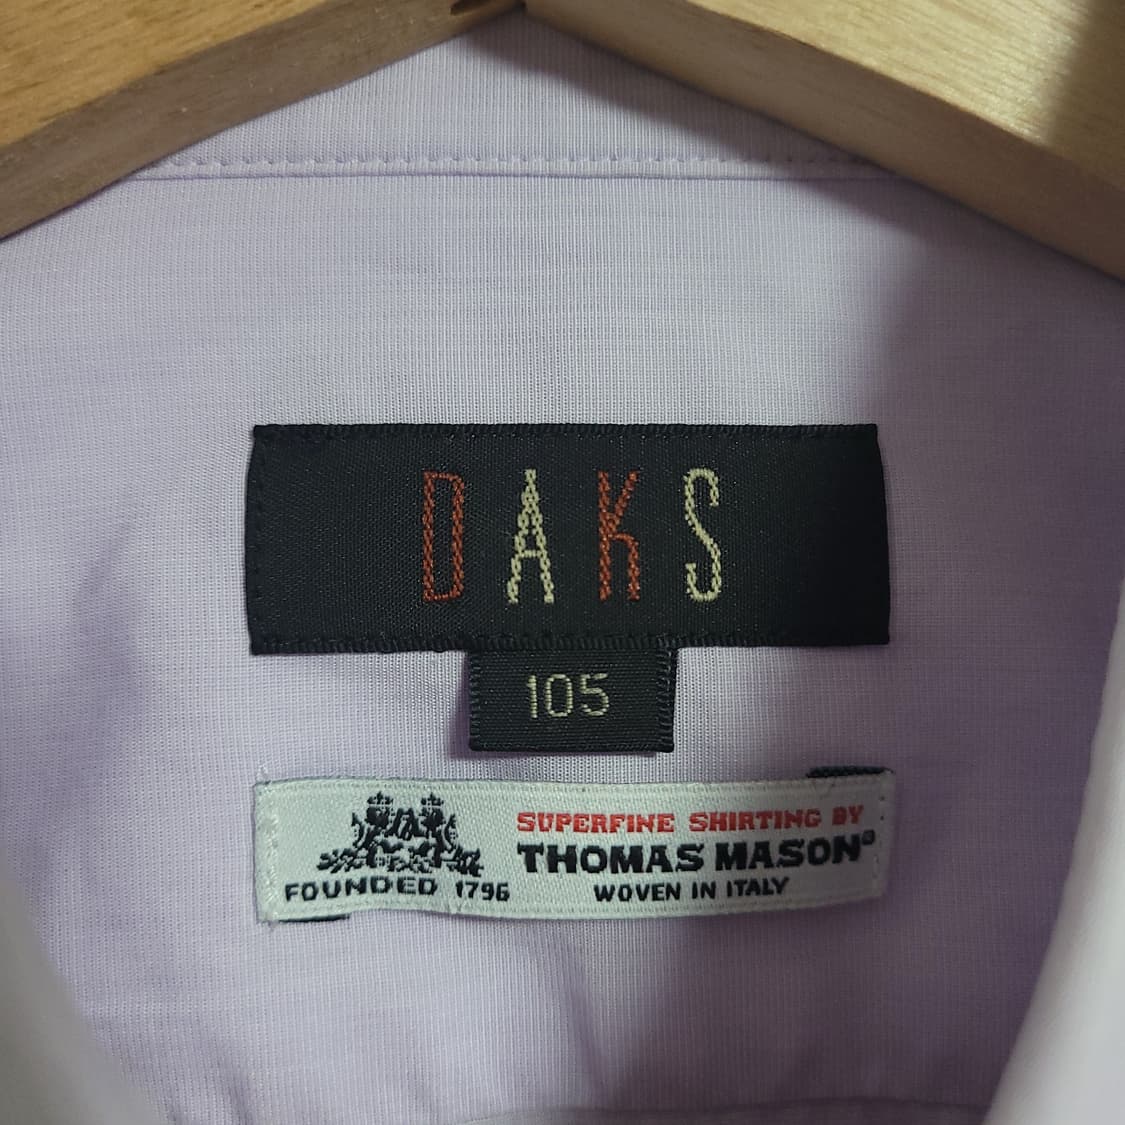 DAKS
105
SUPERFINE SHIRTING BY
THOMAS MASON®
FOUNDED 1796
WOVEN IN ITALY